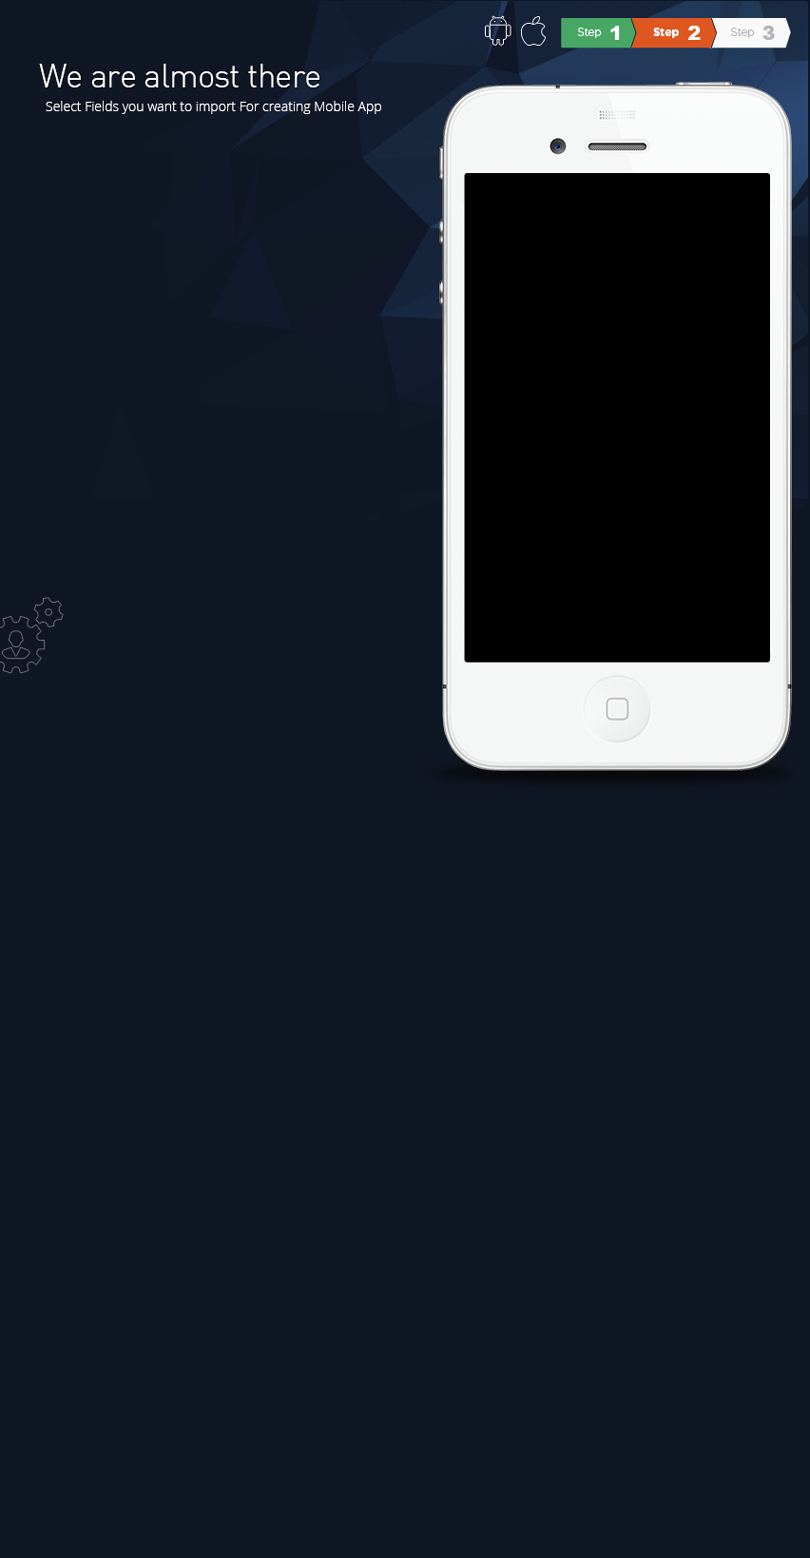 Step 1 Step 2 Step 3
We are almost there
Select Fields you want to import For creating Mobile App